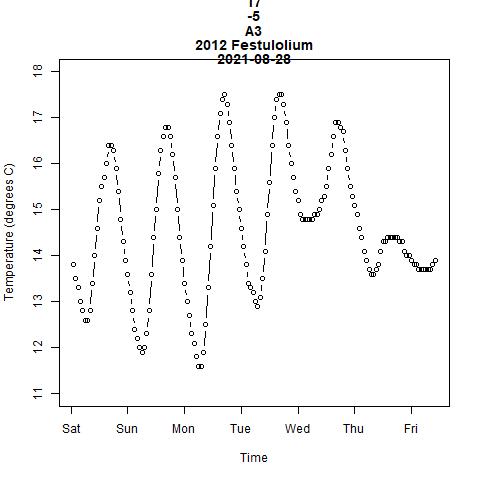 17
-5
A3
2012 Festulolium
2021-08-28
Temperature (degrees C)
18
17
16
15
14
13
12
11
Sat Sun Mon Tue Wed Thu Fri
Time